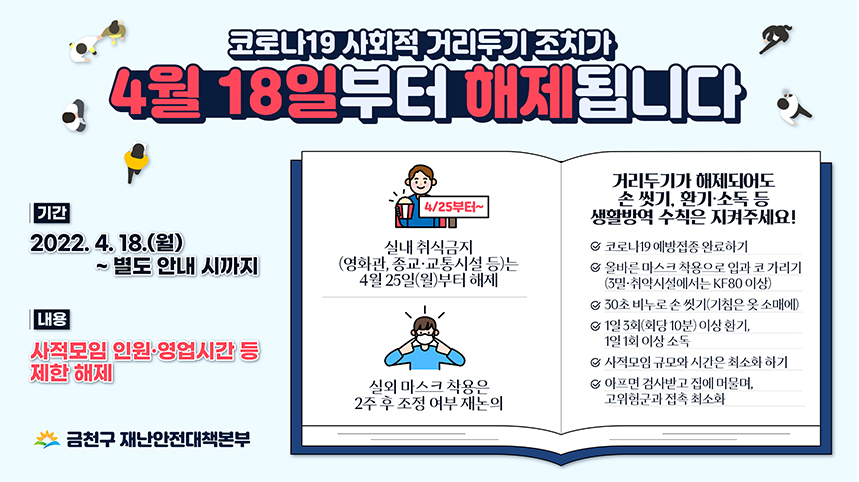 코로나19 사회적 거리두기 조치가
4월 18일부터 해제됩니다
기간
2022. 4. 18.(월)
~ 별도 안내 시까지
내용
사적모임 인원·영업시간 등
제한 해제
금천구 재난안전대책본부
4/25부터~
실내 취식금지
(영화관, 종교·교통시설 등)는
4월 25일(월)부터 해제
실외 마스크 착용은
2주 후 조정 여부 재논의
거리두기가 해제되어도
손 씻기, 환기·소독 등
생활방역 수칙은 지켜주세요!
코로나19 예방접종 완료하기
올바른 마스크 착용으로 입과 코 가리기
(3밀·취약시설에서는 KF80 이상)
30초 비누로 손 씻기(기침은 옷 소매에)
1일 3회(회당 10분) 이상 환기,
1일 1회 이상 소독
사적모임 규모와 시간은 최소화 하기
아프면 검사받고 집에 머물며,
고위험군과 접촉 최소화